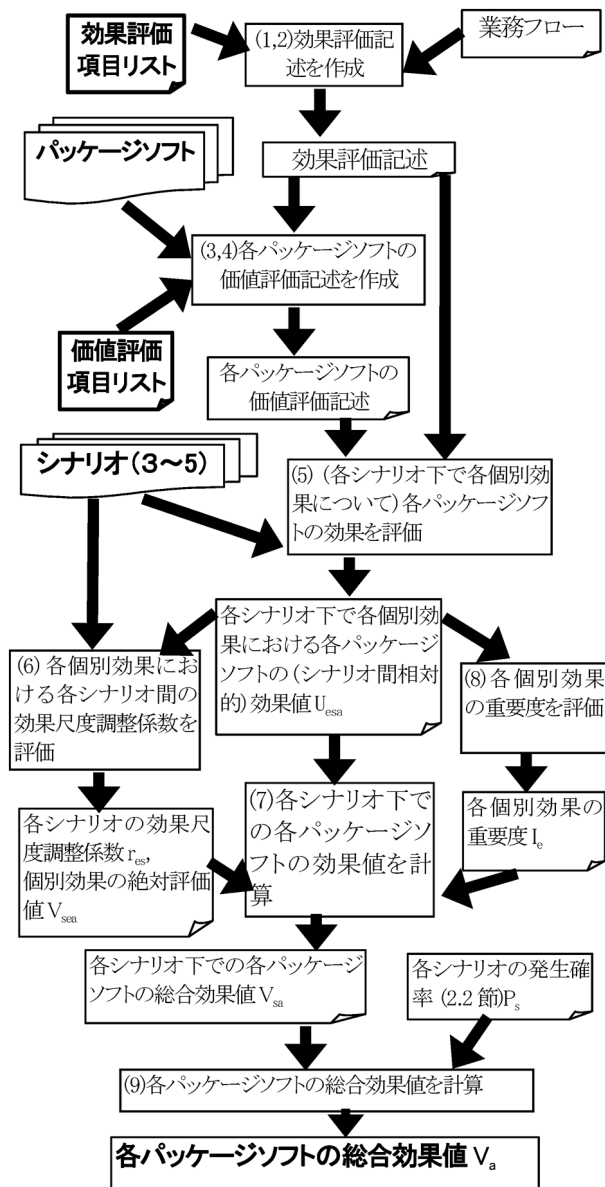 効果評価
項目リスト
(1,2)効果評価記
述を作成
業務フロー
効果評価記述
パッケージソフト
(3,4)各パッケージソフトの
価値評価記述を作成
価値評価
項目リスト
各パッケージソフトの
価値評価記述
シナリオ(3～5)
(5) (各シナリオ下で各個別効
果について)各パッケージソフ
トの効果を評価
各シナリオ下で各個別効
果における各パッケージ
ソフトの(シナリオ間相対
的)効果値Uesa
(6) 各個別効果にお
ける各シナリオ間の
効果尺度調整係数を
評価
(8)各個別効果
の重要度を評価
各シナリオの効果尺
度調整係数res,
個別効果の絶対評価
値Vsea
(7)各シナリオ下で
の各パッケージソ
フトの効果値を計
算
各個別効果の
重要度Ie
各シナリオ下での各パッケージ
ソフトの総合効果値Vsa
各シナリオの発生確
率 (2.2 節)Ps
(9)各パッケージソフトの総合効果値を計算
各パッケージソフトの総合効果値 Va